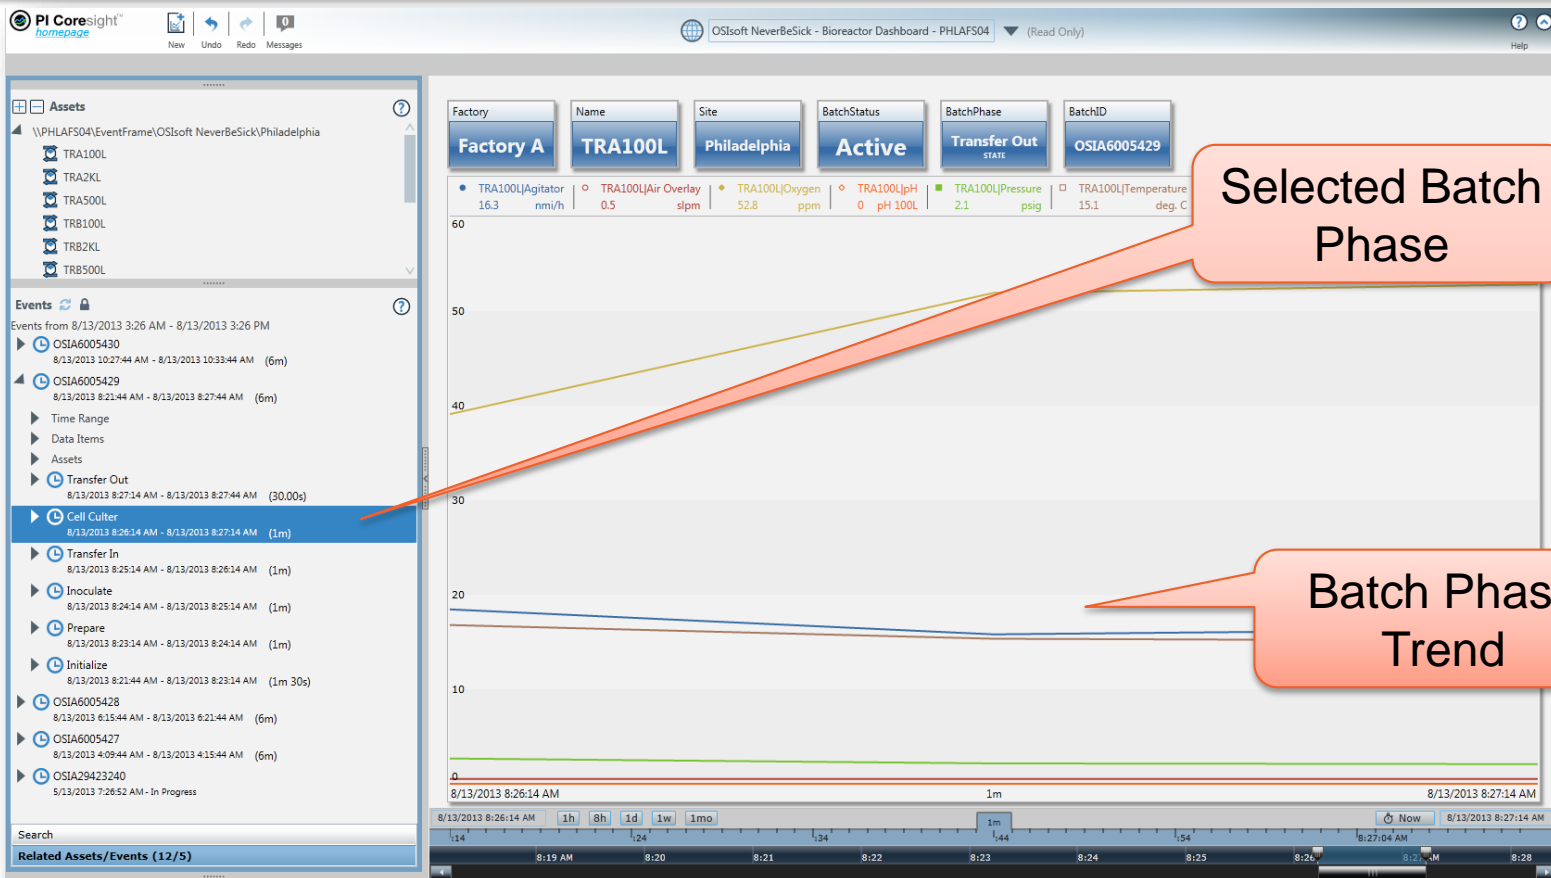 PI Coresight™
homepage
New
Undo
Redo
0
Messages
OSIsoft NeverBeSick - Bioreactor Dashboard - PHLAFS04
(Read Only)
?
Help
Assets
?
\\PHLAFS04\EventFrame\OSIsoft NeverBeSick\Philadelphia
TRA100L
TRA2KL
TRA500L
TRB100L
TRB2KL
TRB500L
Events
?
Events from 8/13/2013 3:26 AM - 8/13/2013 3:26 PM
OSIA6005430
8/13/2013 10:27:44 AM - 8/13/2013 10:33:44 AM (6m)
OSIA6005429
8/13/2013 8:21:44 AM - 8/13/2013 8:27:44 AM (6m)
Time Range
Data Items
Assets
Transfer Out
8/13/2013 8:27:14 AM - 8/13/2013 8:27:44 AM (30.00s)
Cell Culter
8/13/2013 8:26:14 AM - 8/13/2013 8:27:14 AM (1m)
Transfer In
8/13/2013 8:25:14 AM - 8/13/2013 8:26:14 AM (1m)
Inoculate
8/13/2013 8:24:14 AM - 8/13/2013 8:25:14 AM (1m)
Prepare
8/13/2013 8:23:14 AM - 8/13/2013 8:24:14 AM (1m)
Initialize
8/13/2013 8:21:44 AM - 8/13/2013 8:23:14 AM (1m 30s)
OSIA6005428
8/13/2013 6:15:44 AM - 8/13/2013 6:21:44 AM (6m)
OSIA6005427
8/13/2013 4:09:44 AM - 8/13/2013 4:15:44 AM (6m)
OSIA29423240
5/13/2013 7:26:52 AM - In Progress
Search
Related Assets/Events (12/5)
Factory
Factory A
Name
TRA100L
Site
Philadelphia
BatchStatus
Active
BatchPhase
Transfer Out
STATE
BatchID
OSIA6005429
TRA100L|Agitator
16.3 nmi/h
TRA100L|Air Overlay
0.5 slpm
TRA100L|Oxygen
52.8 ppm
TRA100L|pH
0 pH 100L
TRA100L|Pressure
2.1 psig
TRA100L|Temperature
15.1 deg. C
Selected Batch
Phase
60
50
40
30
20
10
0
Batch Phas
Trend
8/13/2013 8:26:14 AM
1m
8/13/2013 8:27:14 AM
8/13/2013 8:26:14 AM
1h
8h
1d
1w
1mo
1m
Now
8/13/2013 8:27:14 AM
:14
:24
:34
:44
:54
8:27:04 AM
8:19 AM
8:20
8:21
8:22
8:23
8:24
8:25
8:26
8:28